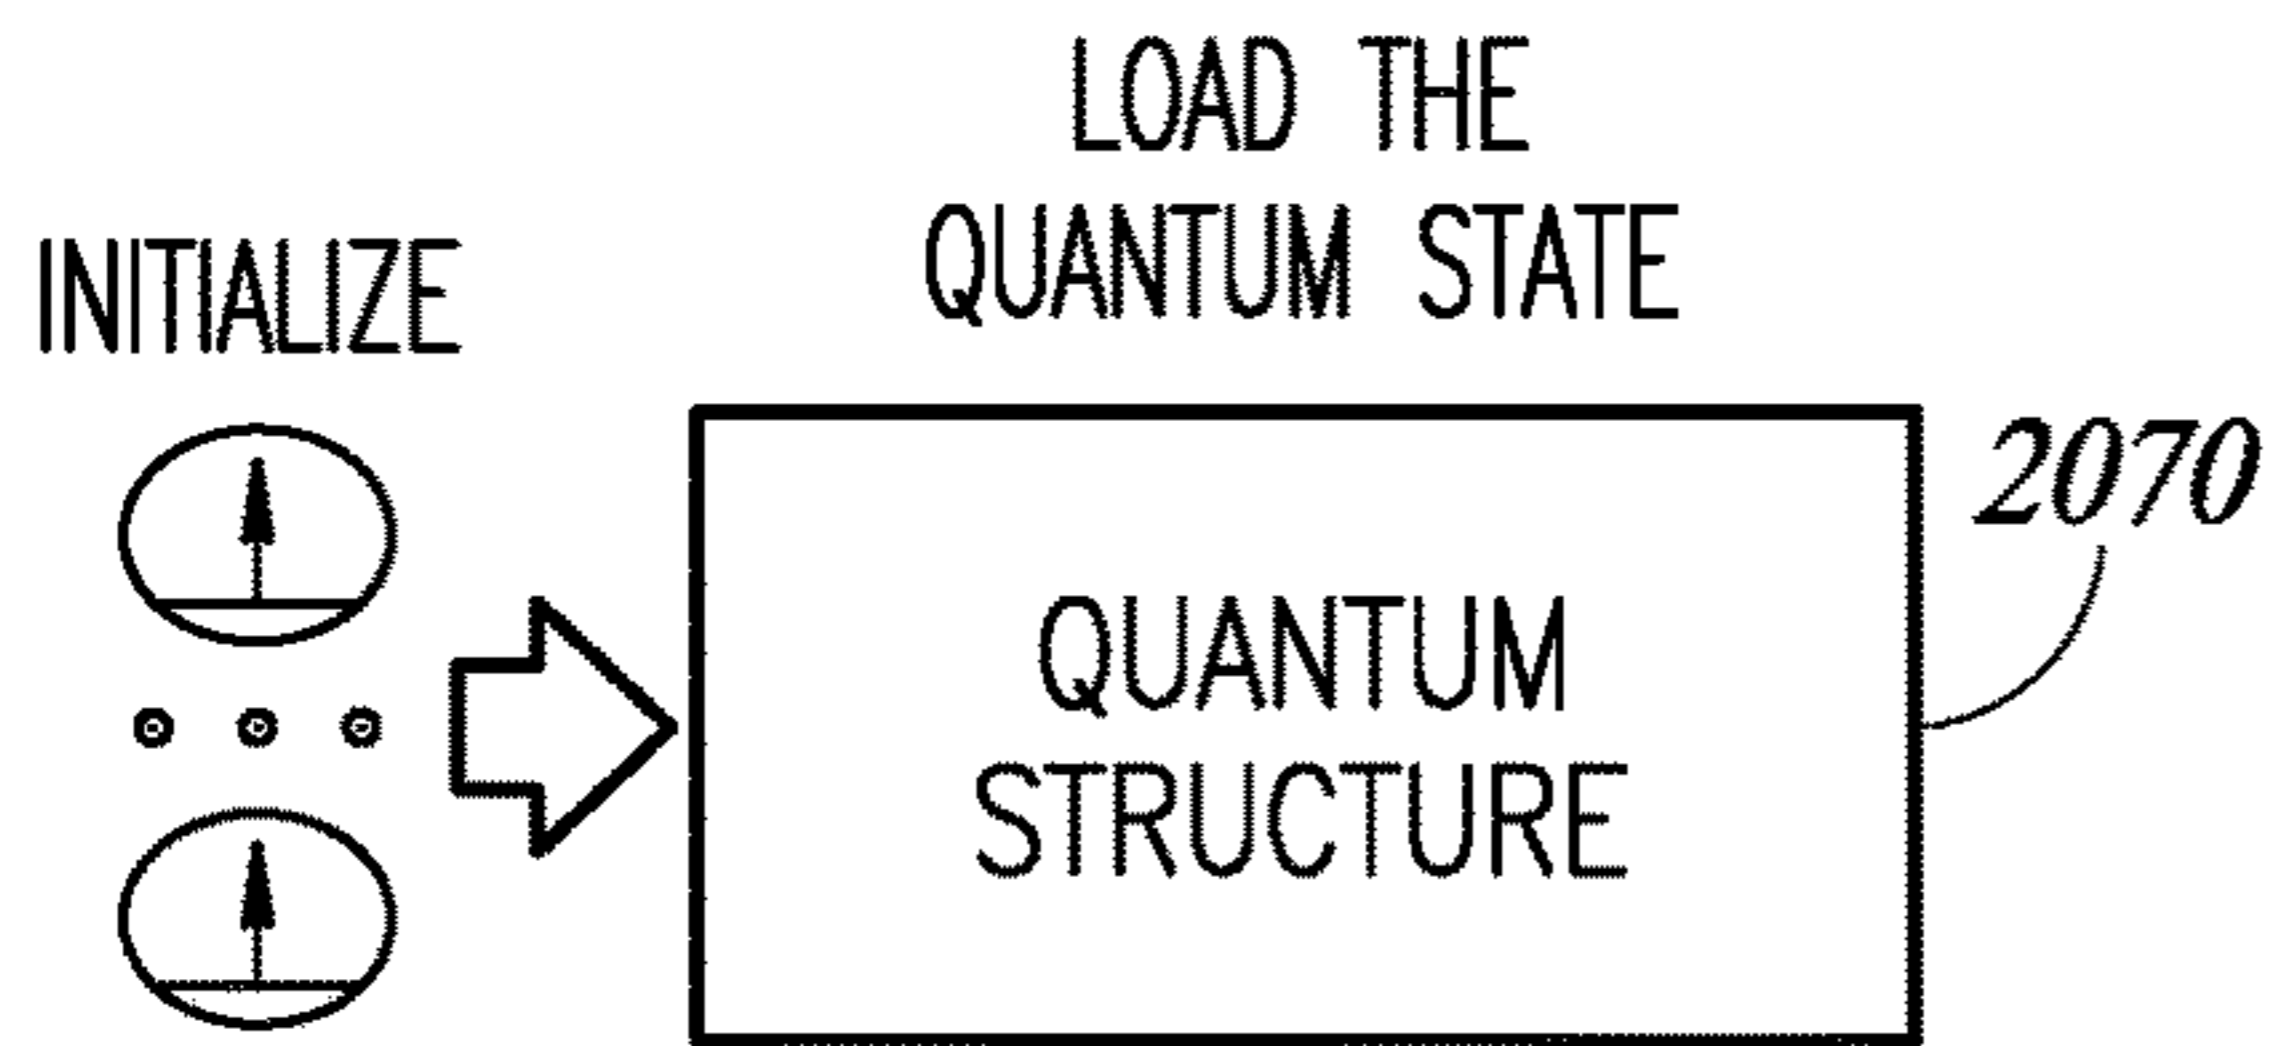 LOAD THE
QUANTUM STATE
INITIALIZE
2070
QUANTUM
STRUCTURE